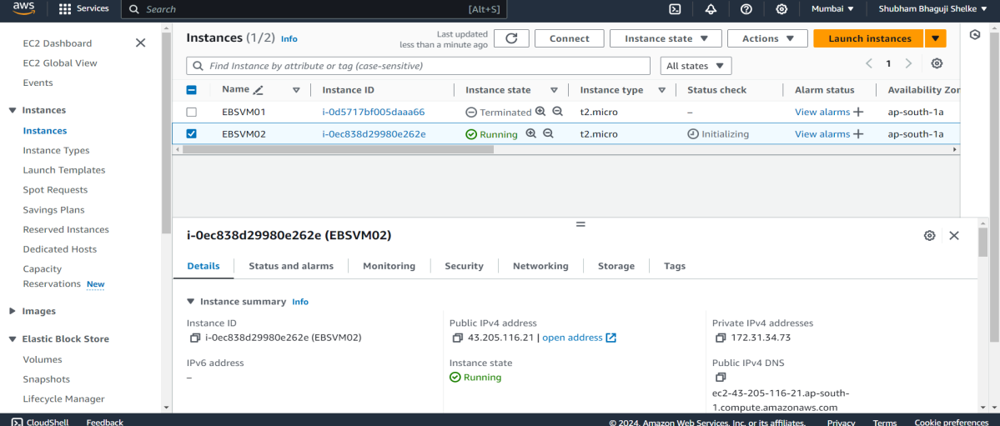 aws Services Search [Alt+S] Mumbai Shubham Bhaguji Shelke
EC2 Dashboard
EC2 Global View
Events
Instances
Instances
Instance Types
Launch Templates
Spot Requests
Savings Plans
Reserved Instances
Dedicated Hosts
Capacity
Reservations New
Images
Elastic Block Store
Volumes
Snapshots
Lifecycle Manager
Instances (1/2) Info
Last updated
less than a minute ago
Connect Instance state Actions Launch instances
Find Instance by attribute or tag (case-sensitive) All states 1
Name Instance ID Instance state Instance type Status check Alarm status Availability Zor
EBSVM01 i-0d5717bf005daaa66 Terminated t2.micro – View alarms + ap-south-1a
EBSVM02 i-0ec838d29980e262e Running t2.micro Initializing View alarms + ap-south-1a
i-0ec838d29980e262e (EBSVM02)
Details Status and alarms Monitoring Security Networking Storage Tags
Instance summary Info
Instance ID
i-0ec838d29980e262e (EBSVM02)
Public IPv4 address
43.205.116.21 | open address
Private IPv4 addresses
172.31.34.73
IPv6 address
–
Instance state
Running
Public IPv4 DNS
ec2-43-205-116-21.ap-south-
1.compute.amazonaws.com
CloudShell Feedback © 2024, Amazon Web Services, Inc. or its affiliates. Privacy Terms Cookie preferences